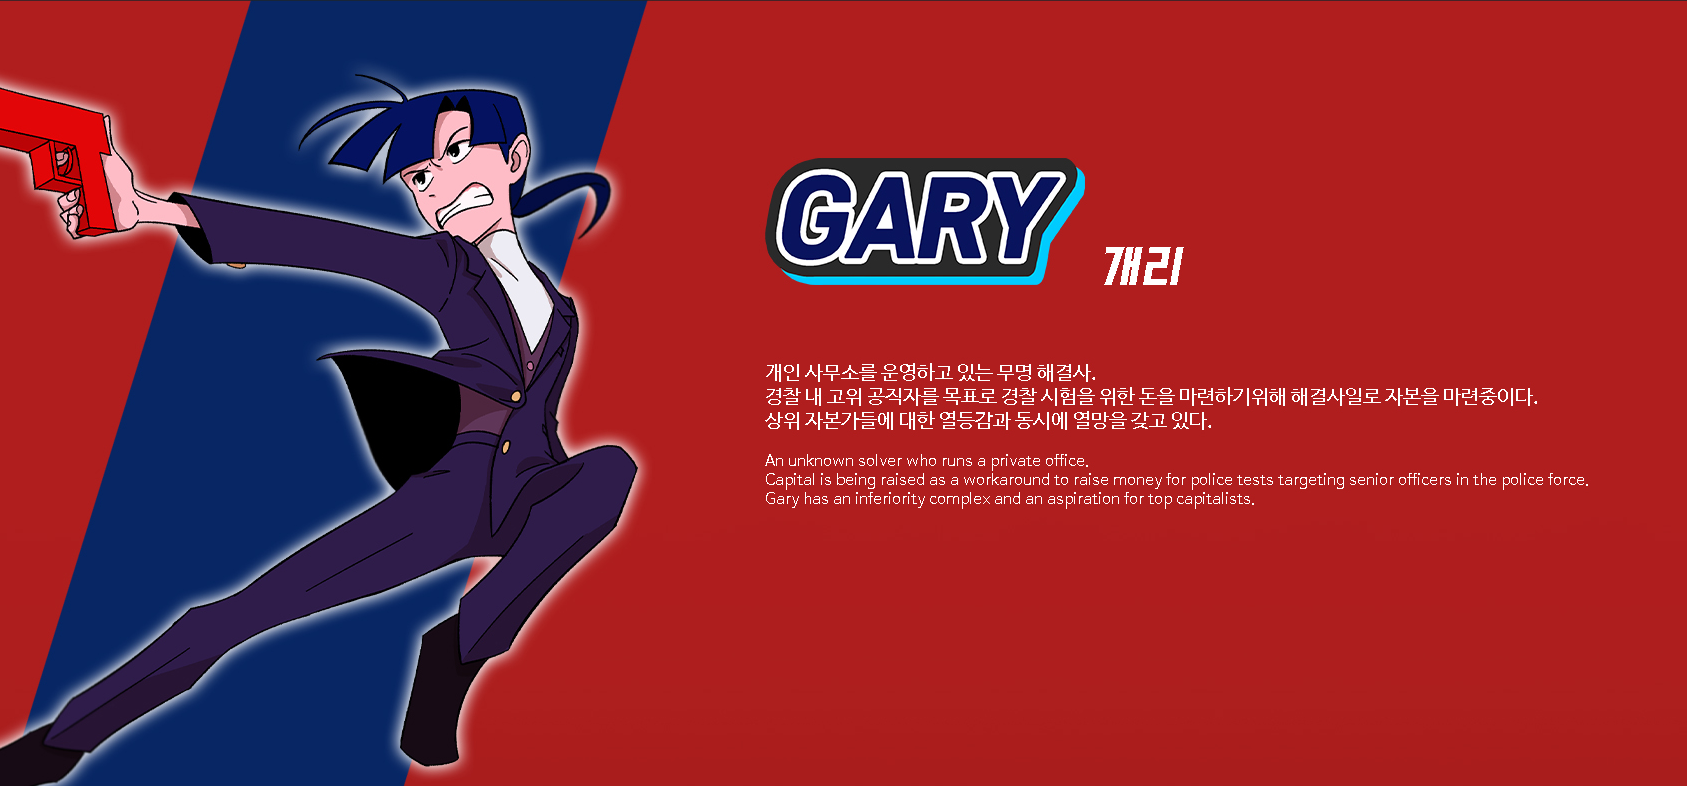 GARY
개리
개인 사무소를 운영하고 있는 무명 해결사.
경찰 내 고위 공직자를 목표로 경찰 시험을 위한 돈을 마련하기위해 해결사일로 자본을 마련중이다.
상위 자본가들에 대한 열등감과 동시에 열망을 갖고 있다.
An unknown solver who runs a private office.
Capital is being raised as a workaround to raise money for police tests targeting senior officers in the police force.
Gary has an inferiority complex and an aspiration for top capitalists.